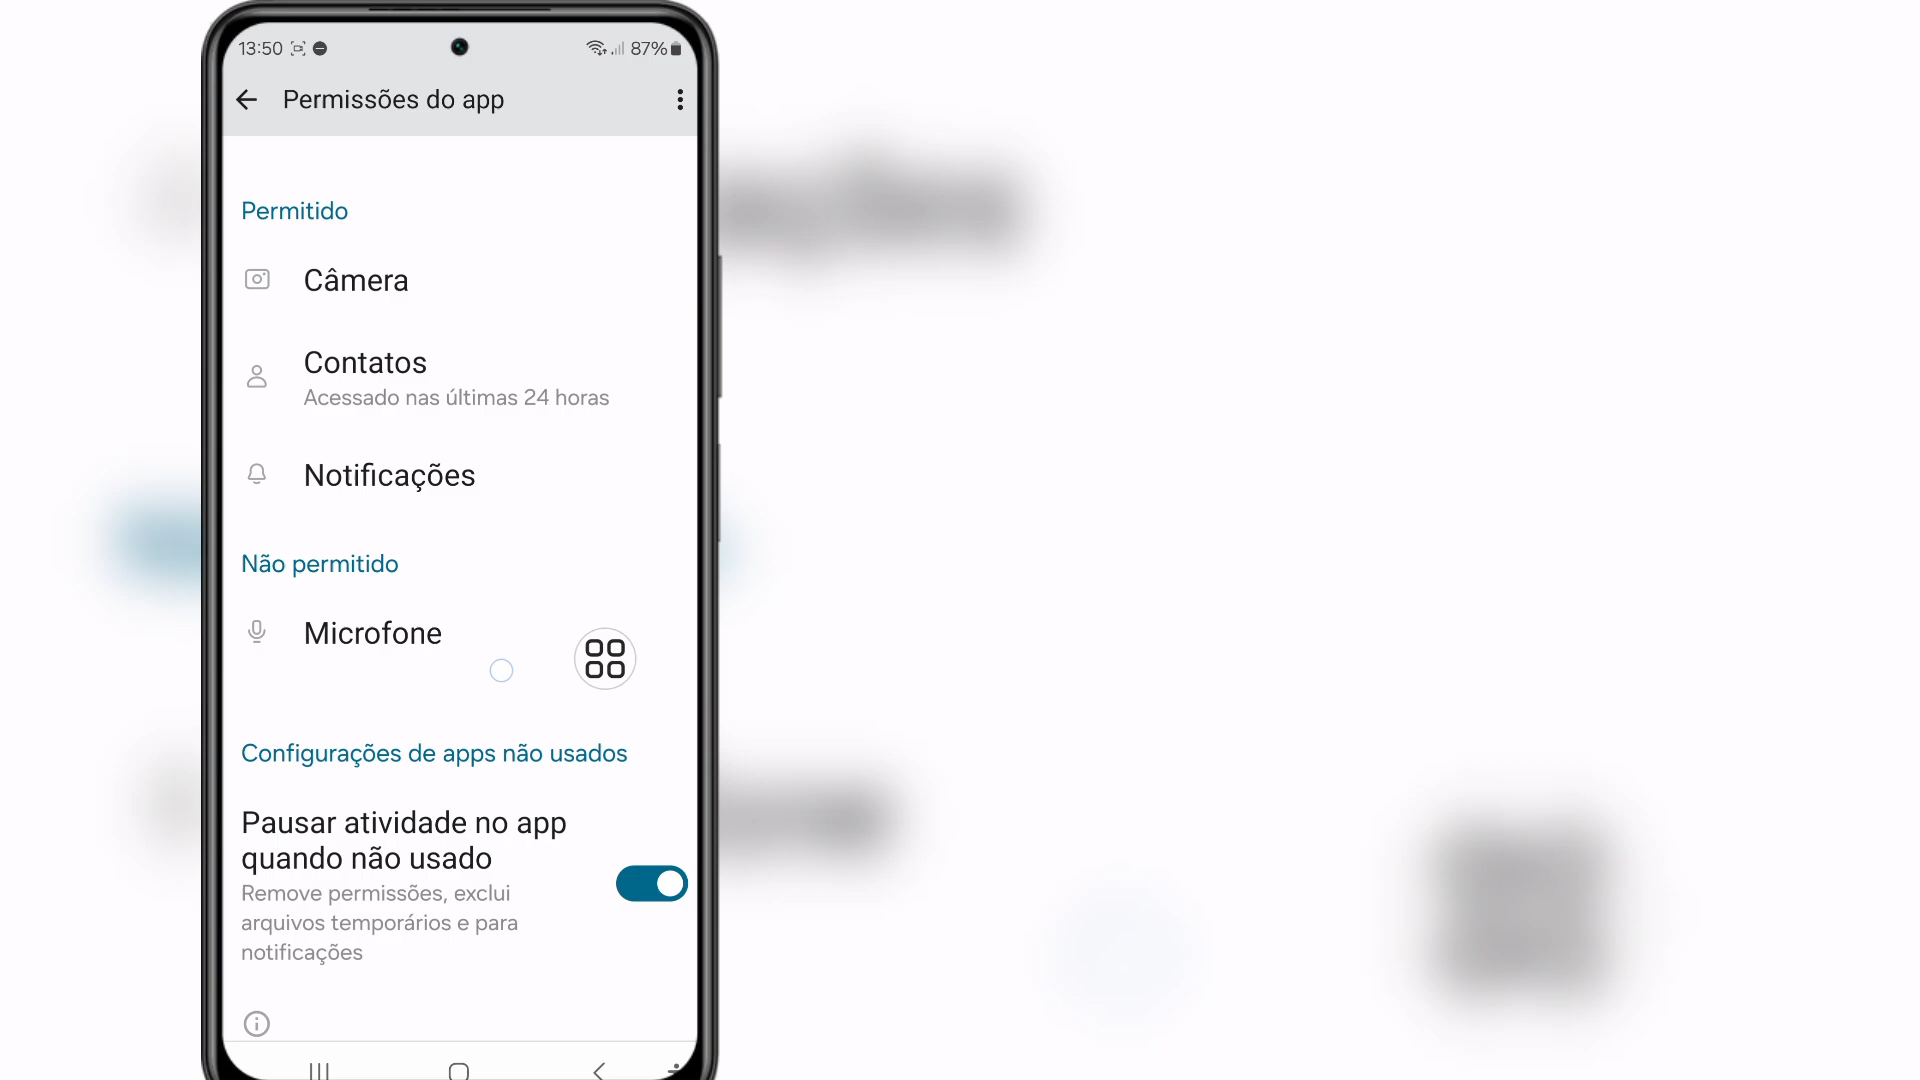 13:50 87%
Permissões do app
Permitido
Câmera
Contatos
Acessado nas últimas 24 horas
Notificações
Não permitido
Microfone
Configurações de apps não usados
Pausar atividade no app
quando não usado
Remove permissões, exclui
arquivos temporários e para
notificações